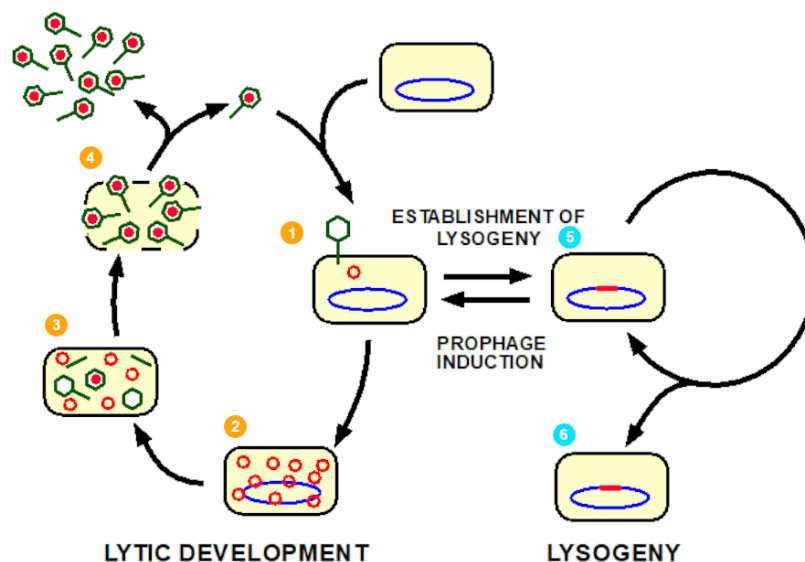 4
1
ESTABLISHMENT OF
LYSOGENY
5
PROPHAGE
INDUCTION
3
2
6
LYTIC DEVELOPMENT
LYSOGENY